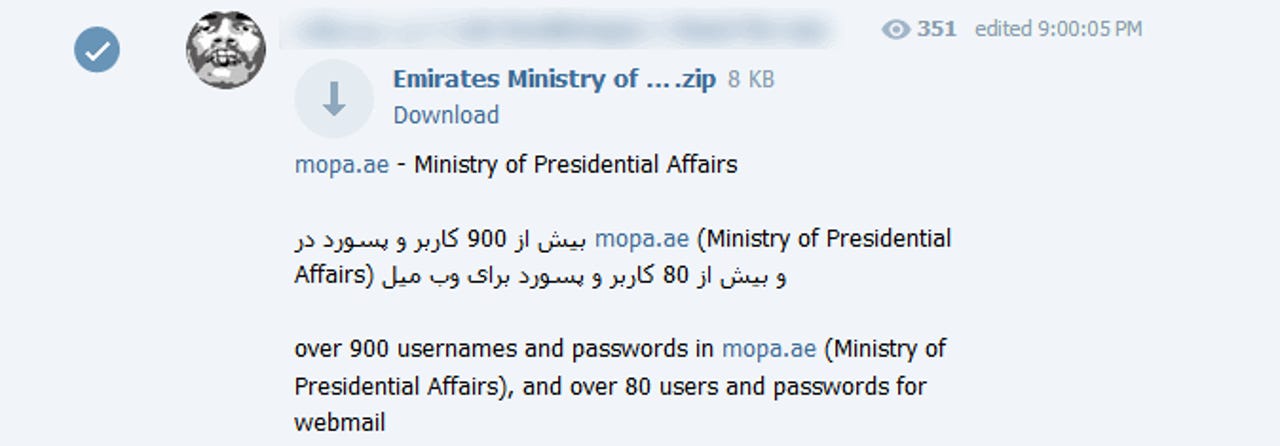 351 edited 9:00:05 PM
Emirates Ministry of ... .zip 8 KB
Download
mopa.ae - Ministry of Presidential Affairs
بیش از 900 کاربر و پسورد در mopa.ae (Ministry of Presidential
Affairs) و بیش از 80 کاربر و پسورد برای وب میل
over 900 usernames and passwords in mopa.ae (Ministry of
Presidential Affairs), and over 80 users and passwords for
webmail